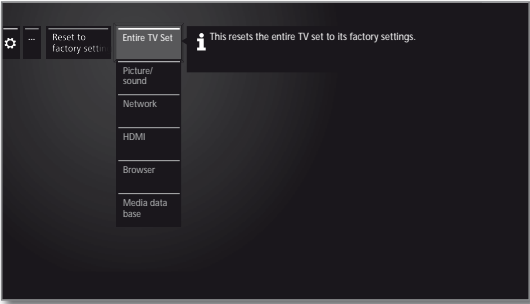 ...
Reset to
factory settin
Entire TV Set
This resets the entire TV set to its factory settings.
Picture/
sound
Network
HDMI
Browser
Media data
base